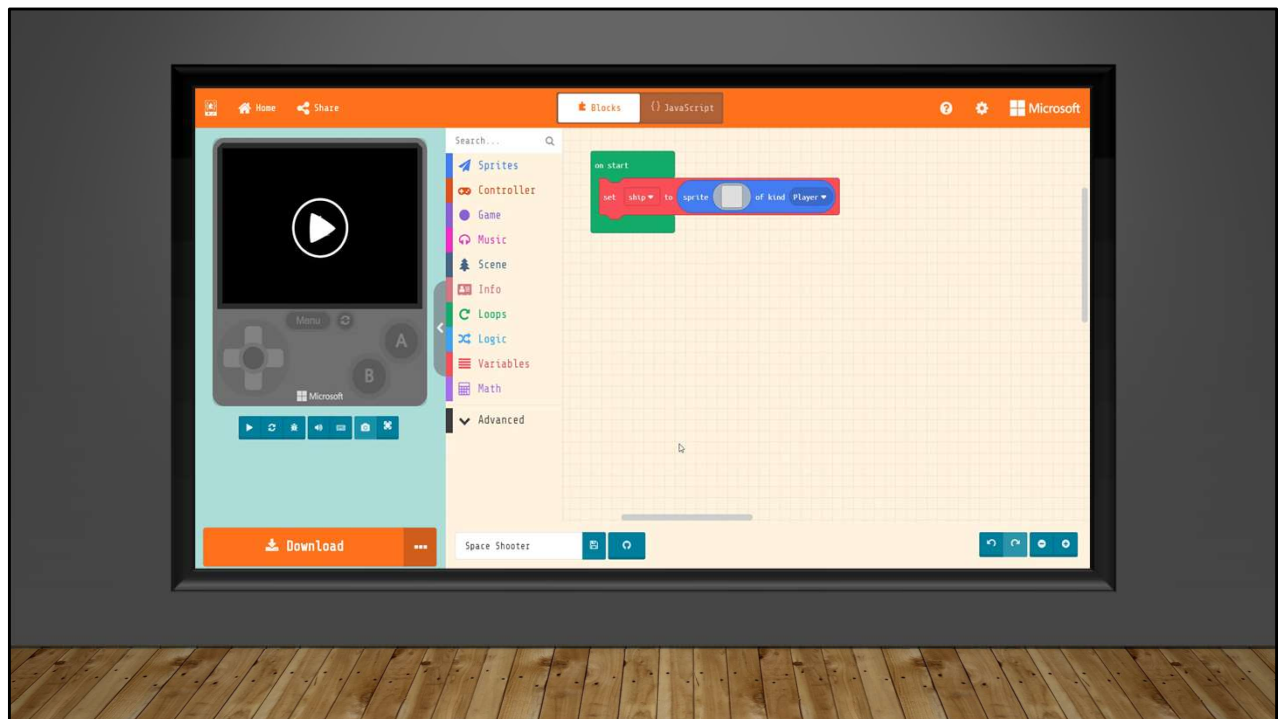 Home
Share
Blocks
{} JavaScript
Microsoft
Menu
A
B
Microsoft
Download
Search...
Sprites
Controller
Game
Music
Scene
Info
Loops
Logic
Variables
Math
Advanced
on start
set ship to sprite of kind Player
Space Shooter